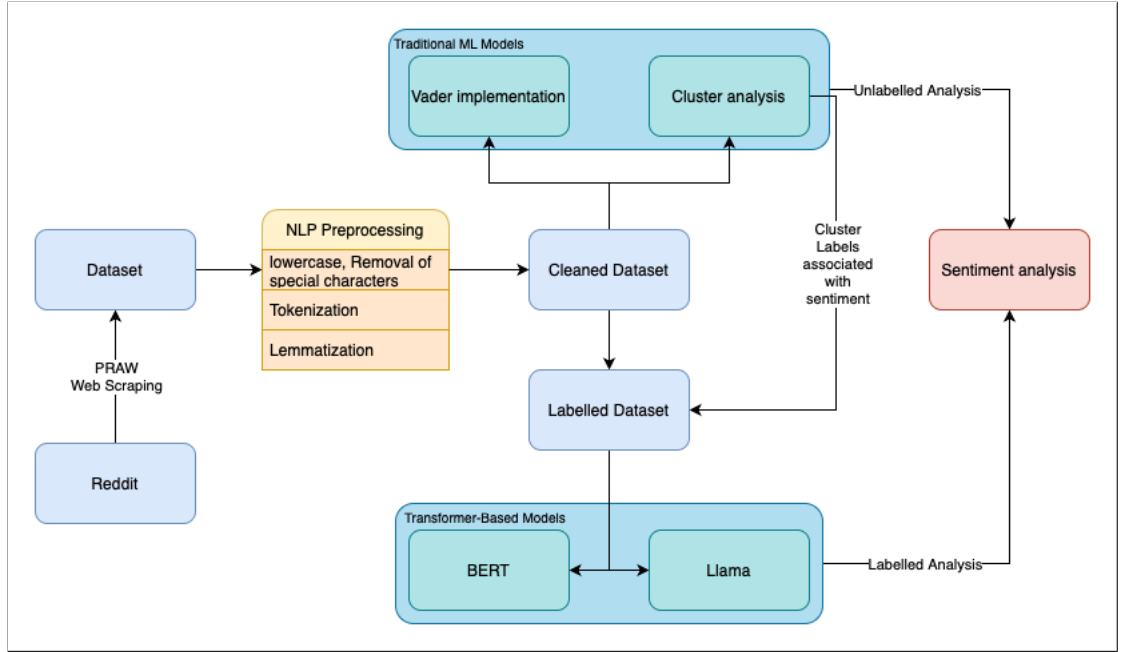 Traditional ML Models
Vader implementation
Cluster analysis
Unlabelled Analysis
NLP Preprocessing
lowercase, Removal of
special characters
Tokenization
Lemmatization
Dataset
Cleaned Dataset
Cluster
Labels
associated
with
sentiment
Sentiment analysis
PRAW
Web Scraping
Labelled Dataset
Reddit
Transformer-Based Models
BERT
Llama
Labelled Analysis